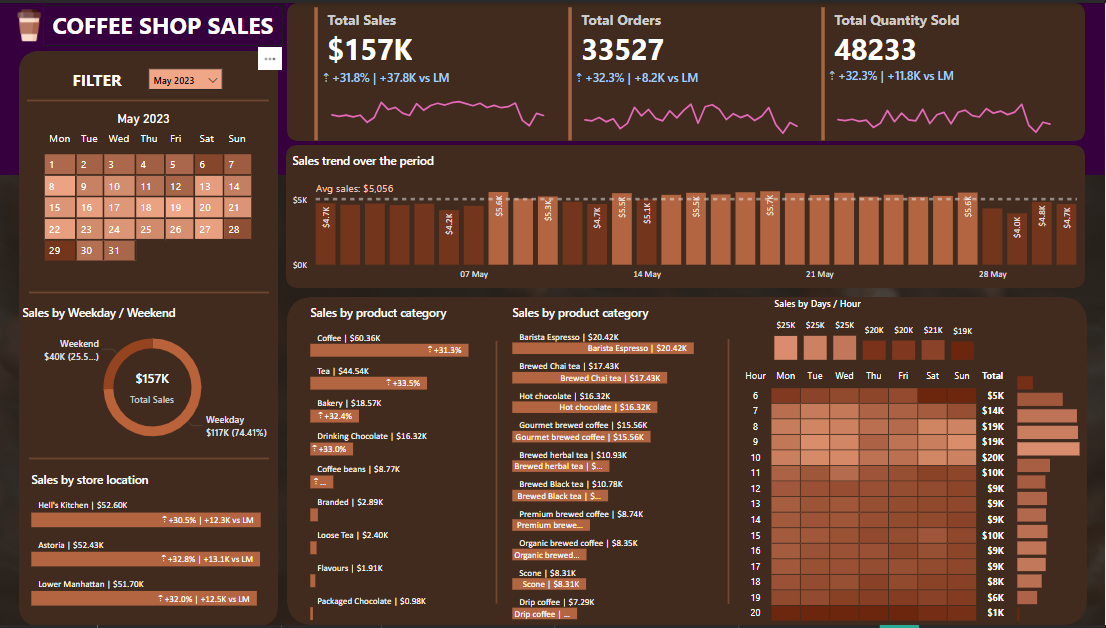 COFFEE SHOP SALES
...
FILTER
May 2023
May 2023
Mon Tue Wed Thu Fri Sat Sun
1 2 3 4 5 6 7
8 9 10 11 12 13 14
15 16 17 18 19 20 21
22 23 24 25 26 27 28
29 30 31
Sales by Weekday / Weekend
Weekend
$40K (25.5...)
$157K
Total Sales
Weekday
$117K (74.41%)
Sales by store location
Hell's Kitchen | $52.60K
⇡+30.5% | +12.3K vs LM
Astoria | $52.43K
⇡+32.8% | +13.1K vs LM
Lower Manhattan | $51.70K
⇡+32.0% | +12.5K vs LM
Total Sales
$157K
⇡ +31.8% | +37.8K vs LM
Total Orders
33527
⇡ +32.3% | +8.2K vs LM
Total Quantity Sold
48233
⇡ +32.3% | +11.8K vs LM
Sales trend over the period
Avg sales: $5,056
$5K
$0K
$4.7K $4.2K $5.6K $5.3K $4.7K $5.5K $5.1K $5.5K $5.7K $5.6K $4.0K $4.8K $4.7K
07 May 14 May 21 May 28 May
Sales by product category
Coffee | $60.36K
⇡+31.3%
Tea | $44.54K
⇡+33.5%
Bakery | $18.57K
⇡+32.4%
Drinking Chocolate | $16.32K
⇡+33.0%
Coffee beans | $8.77K
⇡...
Branded | $2.89K
Loose Tea | $2.40K
Flavours | $1.91K
Packaged Chocolate | $0.98K
Sales by product category
Barista Espresso | $20.42K
Barista Espresso | $20.42K
Brewed Chai tea | $17.43K
Brewed Chai tea | $17.43K
Hot chocolate | $16.32K
Hot chocolate | $16.32K
Gourmet brewed coffee | $15.56K
Gourmet brewed coffee | $15.56K
Brewed herbal tea | $10.93K
Brewed herbal tea | $...
Brewed Black tea | $10.78K
Brewed Black tea | $...
Premium brewed coffee | $8.74K
Premium brewe...
Organic brewed coffee | $8.35K
Organic brewed...
Scone | $8.31K
Scone | $8.31K
Drip coffee | $7.29K
Drip coffee | ...
Sales by Days / Hour
$25K $25K $25K $20K $20K $21K $19K
Hour Mon Tue Wed Thu Fri Sat Sun Total
6 $5K
7 $14K
8 $19K
9 $19K
10 $20K
11 $10K
12 $9K
13 $9K
14 $9K
15 $10K
16 $9K
17 $9K
18 $8K
19 $6K
20 $1K